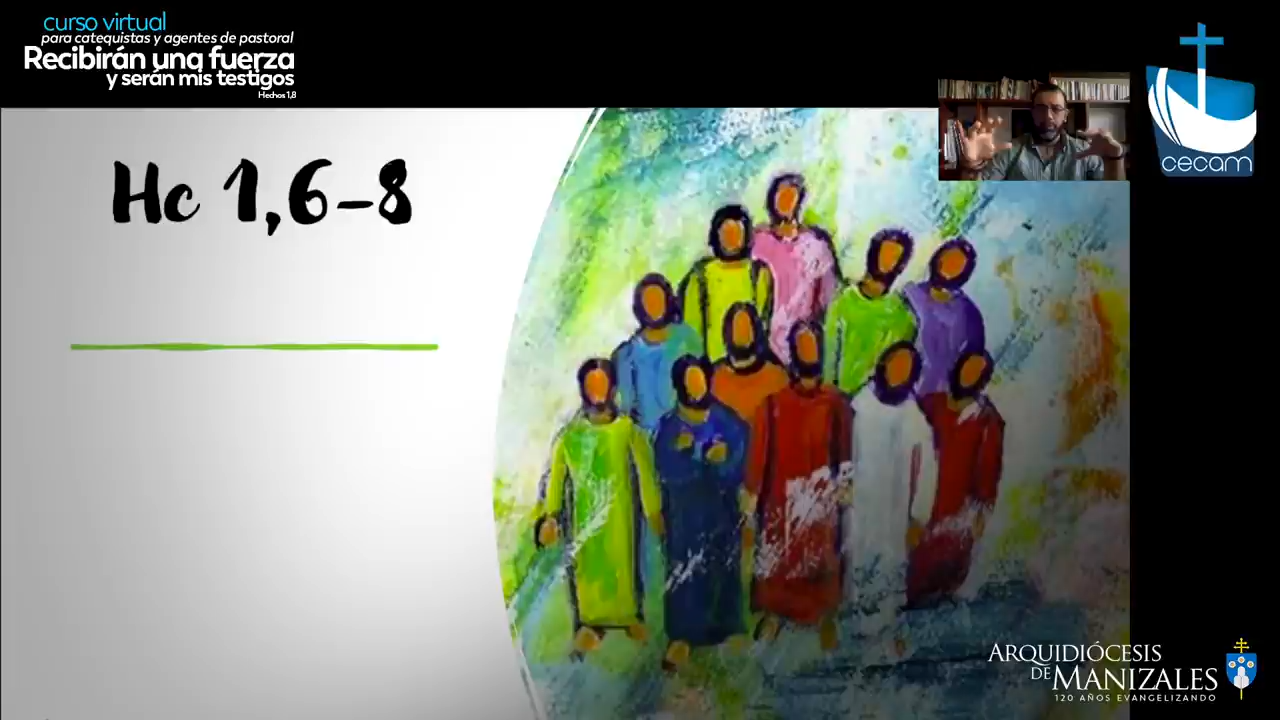 curso virtual
para catequistas y agentes de pastoral
Recibirán una fuerza
y serán mis testigos
Hechos 1,8
cecam
Hc 1,6-8
ARQUIDIÓCESIS
DE MANIZALES
120 AÑOS EVANGELIZANDO